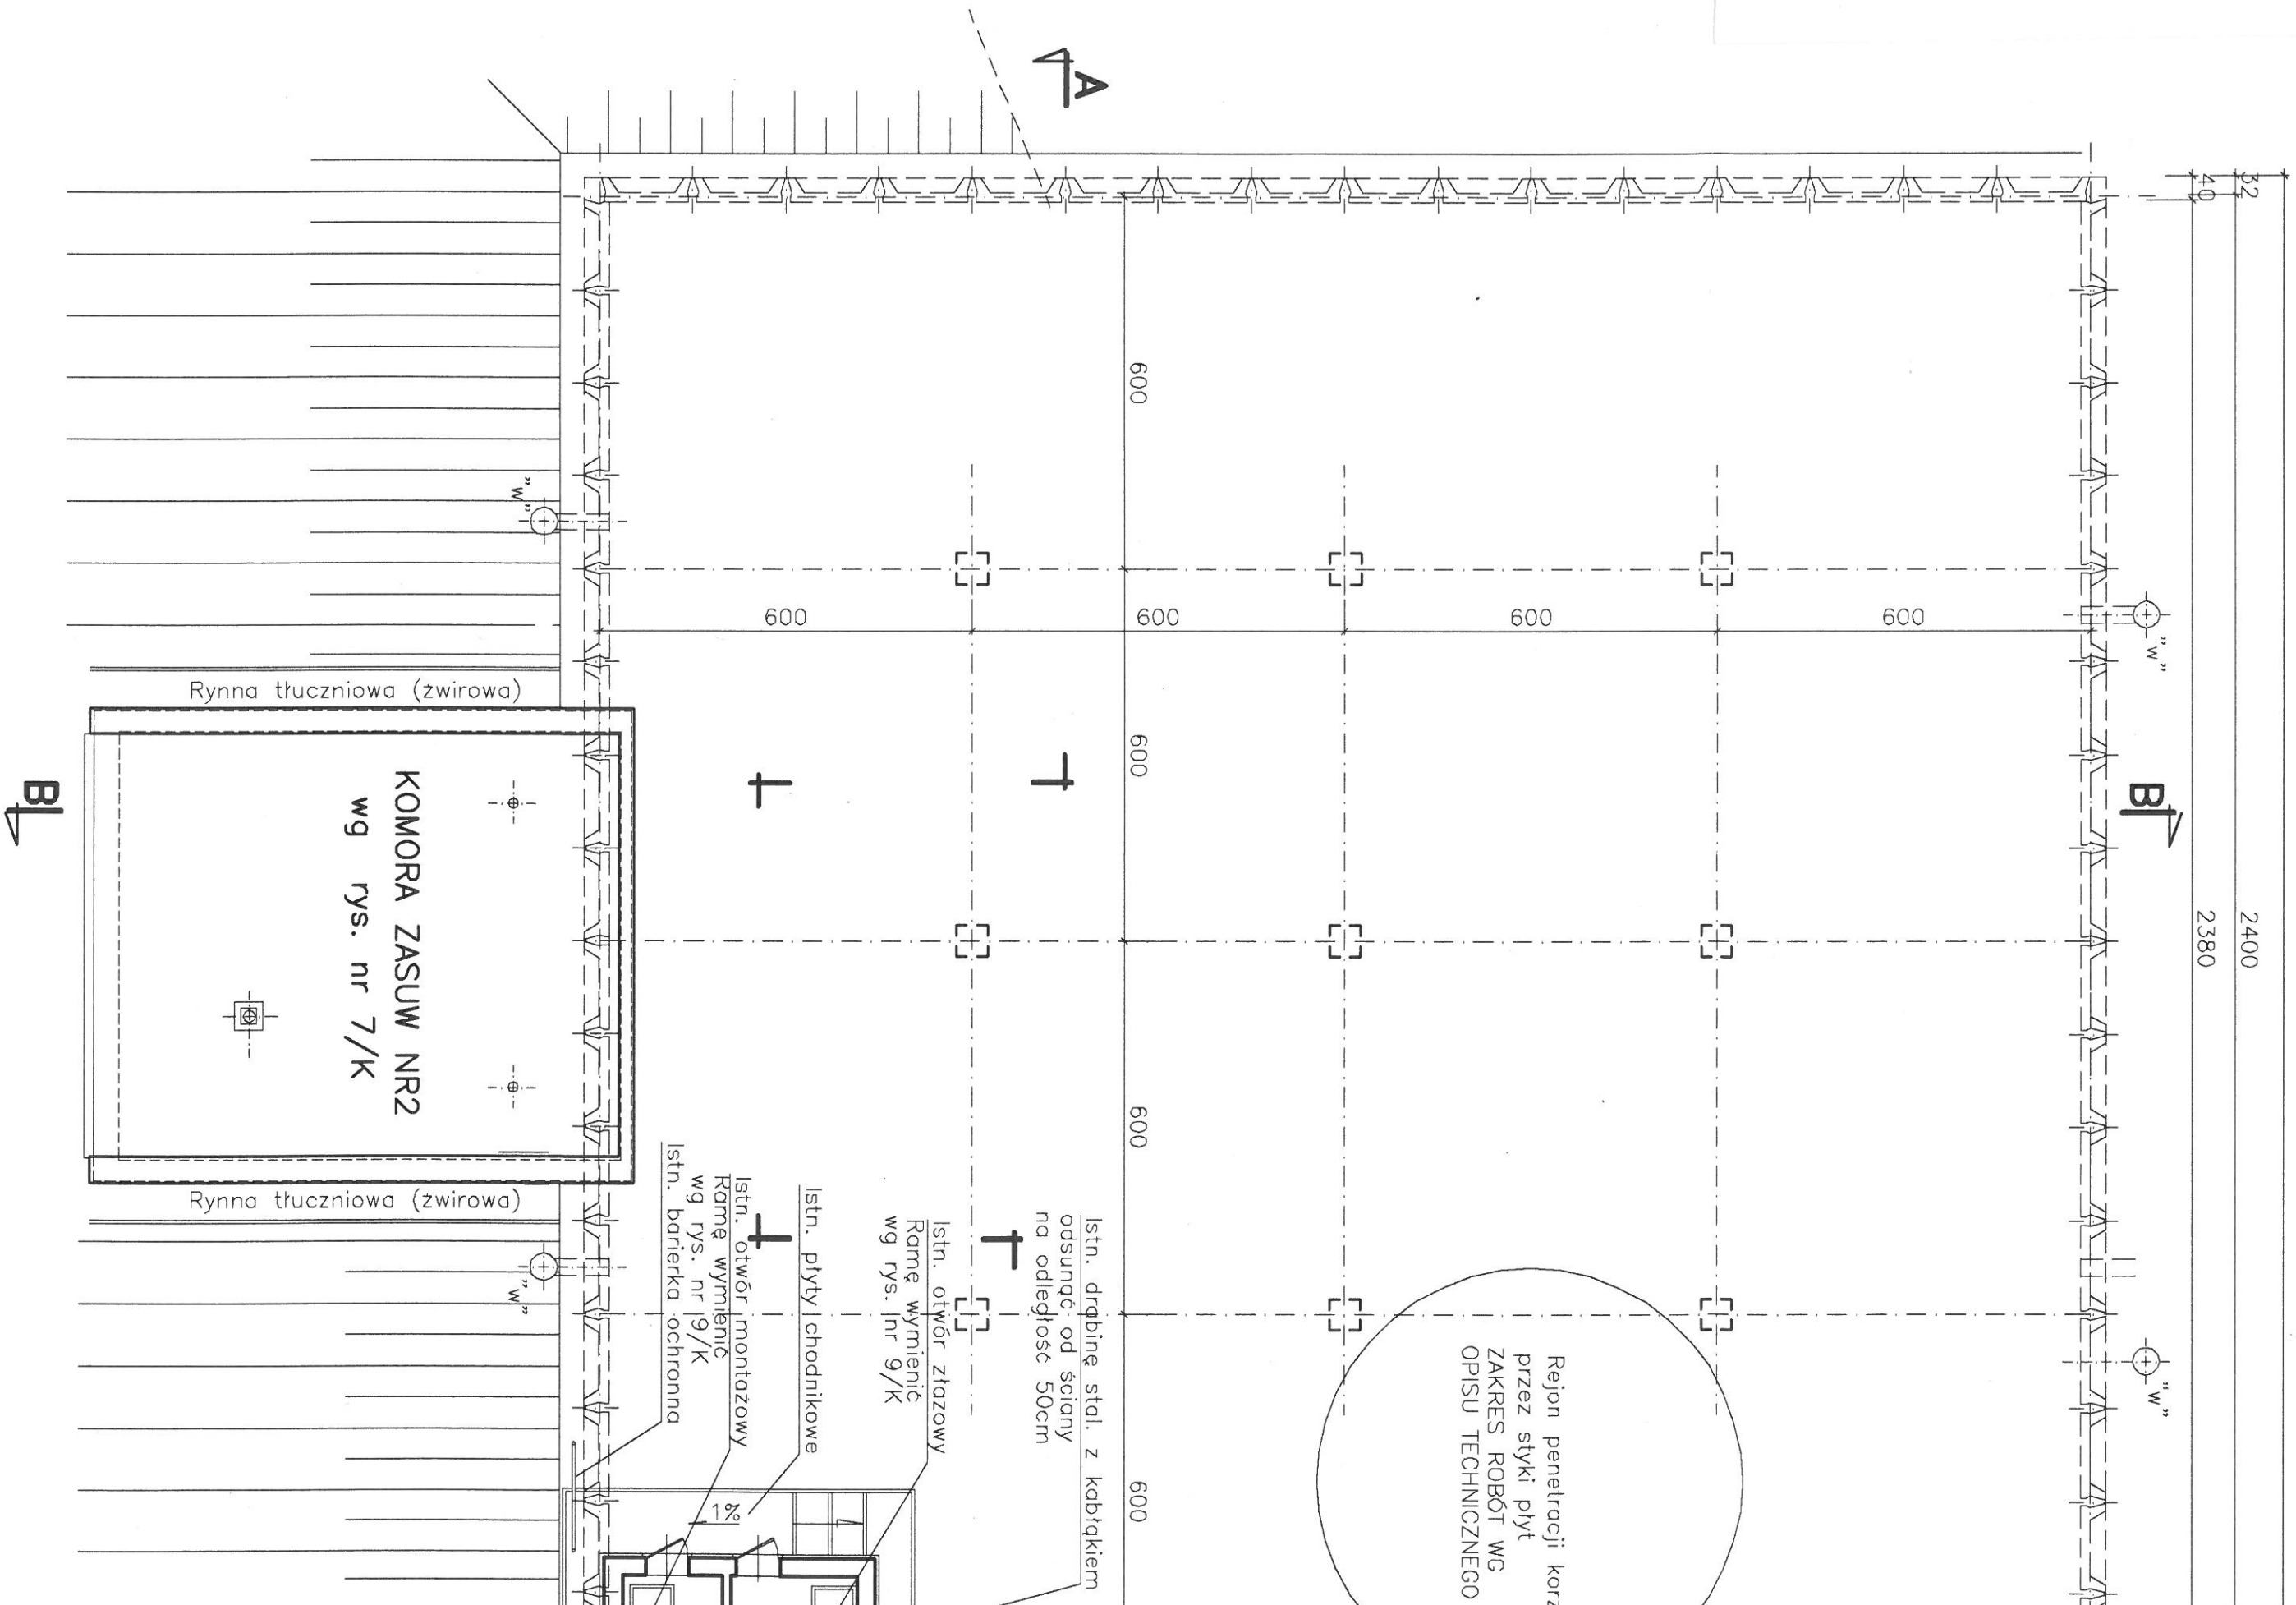 A
32
40
2400
2380
600
600
600
600
600
600
600
600
"w"
"w"
"w"
"w"
B
B
Rynna tłuczniowa (żwirowa)
KOMORA ZASUW NR2
wg rys. nr 7/K
Rynna tłuczniowa (żwirowa)
Istn. drabinę stal. z kabłąkiem
odsunąć od ściany
na odległość 50cm
Istn. otwór złazowy
Ramę wymienić
wg rys. nr 9/K
Istn. płyty chodnikowe
Istn. otwór montażowy
Ramę wymienić
wg rys. nr 9/K
Istn. barierka ochronna
1%
Rejon penetracji
przez styki płyt
ZAKRES ROBÓT WG
OPISU TECHNICZNEGO